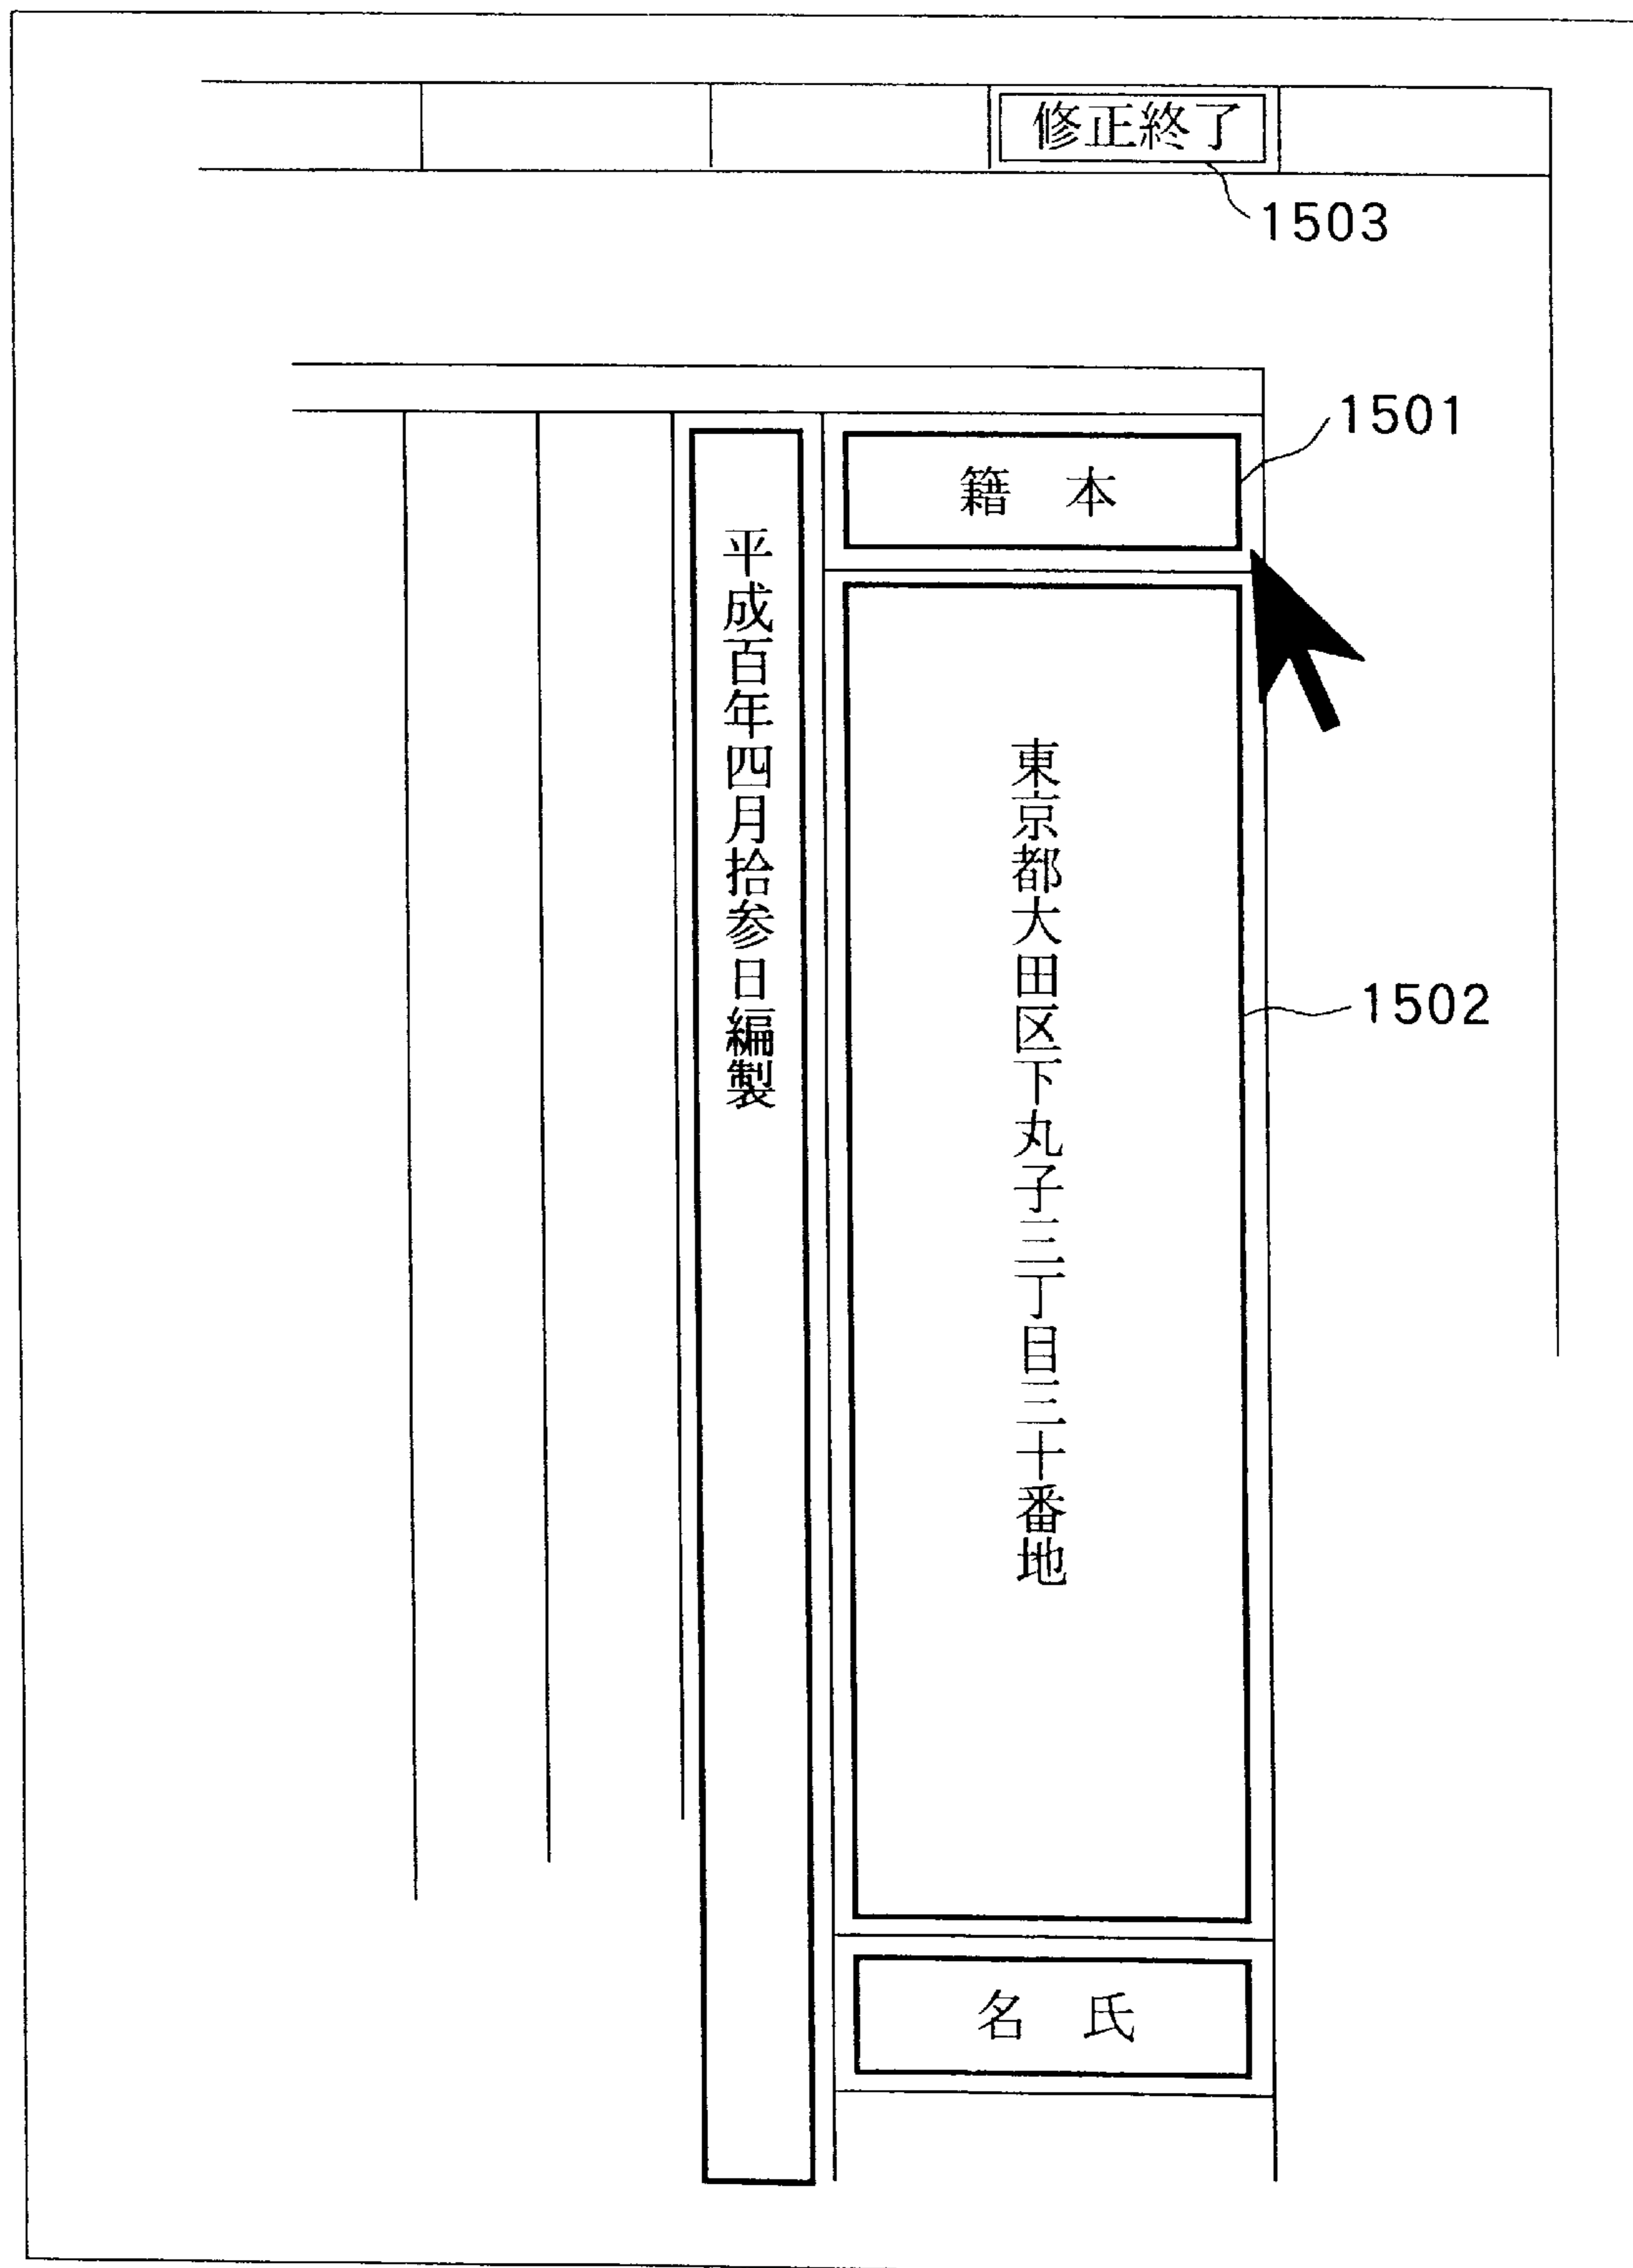 修正終了
1503
1501
籍 本
東京都大田区下丸子三丁目三十番地
1502
名 氏
平成百年四月拾参日編製